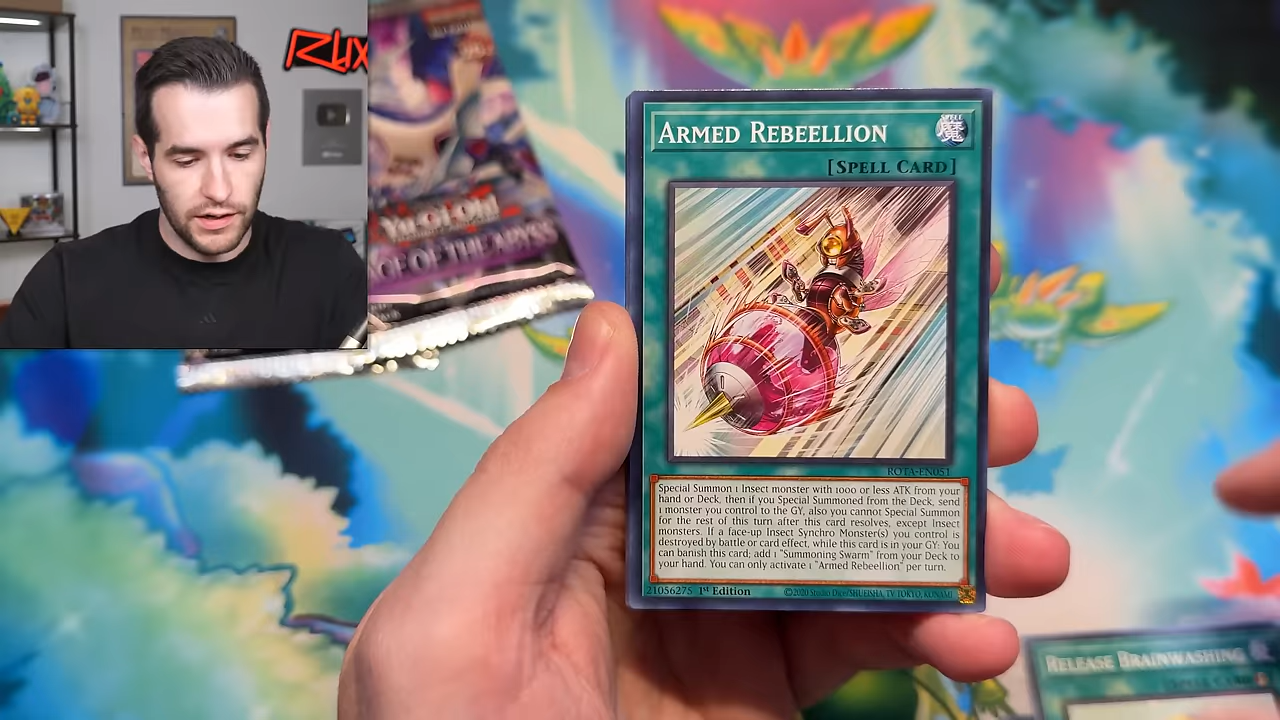 RUX
YU-GI-OH!
AGE OF THE ABYSS
ARMED REBEELLION
SPELL
魔
[SPELL CARD]
ROTA-EN051
Special Summon 1 Insect monster with 1000 or less ATK from your
hand or Deck, then if you Special Summoned from the Deck, send
1 monster you control to the GY, also you cannot Special Summon
for the rest of this turn after this card resolves, except Insect
monsters. If a face-up Insect Synchro Monster(s) you control is
destroyed by battle or card effect, while this card is in your GY: You
can banish this card; add 1 "Summoning Swarm" from your Deck to
your hand. You can only activate 1 "Armed Rebeellion" per turn.
21056275 1st Edition
©2020 Studio Dice/SHUEISHA, TV TOKYO, KONAMI
RELEASE BRAINWASHING
[SPELL CARD